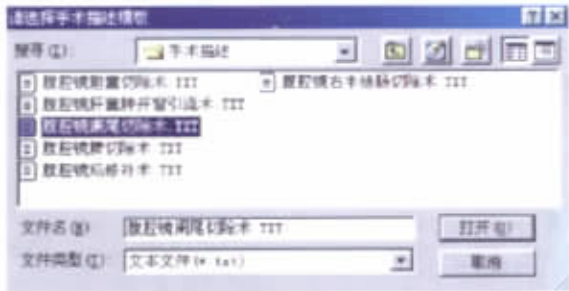 请选择手术描述模板
搜寻(I): 手术描述
腹腔镜胆囊切除术.TXT
腹腔镜右半结肠切除术.TXT
腹腔镜肝囊肿开窗引流术.TXT
腹腔镜阑尾切除术.TXT
腹腔镜脾切除术.TXT
腹腔镜疝修补术.TXT
文件名(N): 腹腔镜阑尾切除术.TXT 打开(O)
文件类型(T): 文本文件(*.txt) 取消